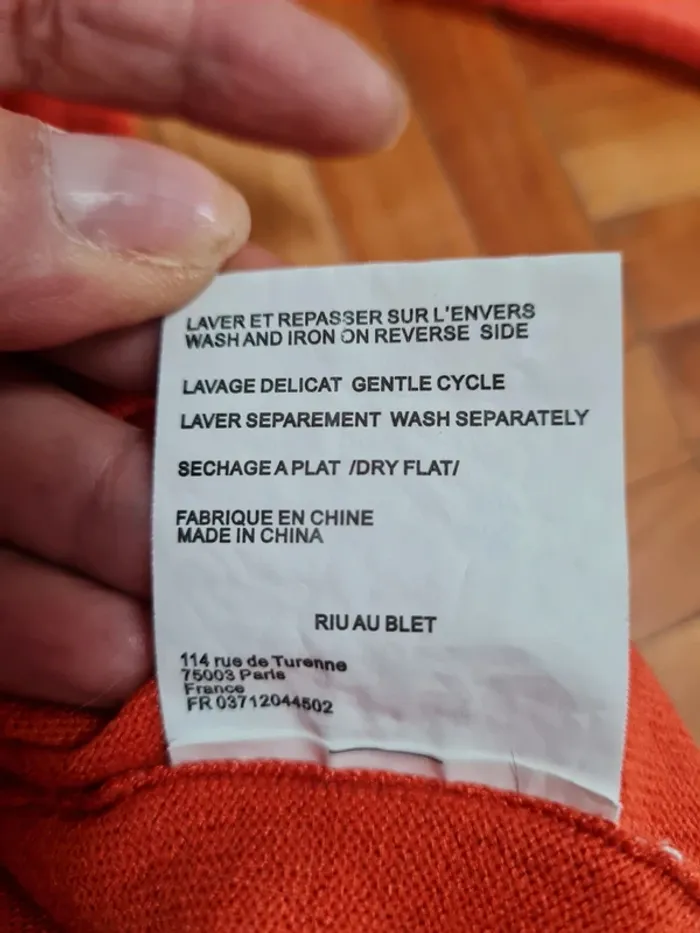 LAVER ET REPASSER SUR L'ENVERS
WASH AND IRON ON REVERSE SIDE
LAVAGE DELICAT GENTLE CYCLE
LAVER SEPAREMENT WASH SEPARATELY
SECHAGE A PLAT /DRY FLAT/
FABRIQUE EN CHINE
MADE IN CHINA
RIU AU BLET
114 rue de Turenne
75003 Paris
France
FR 03712044502